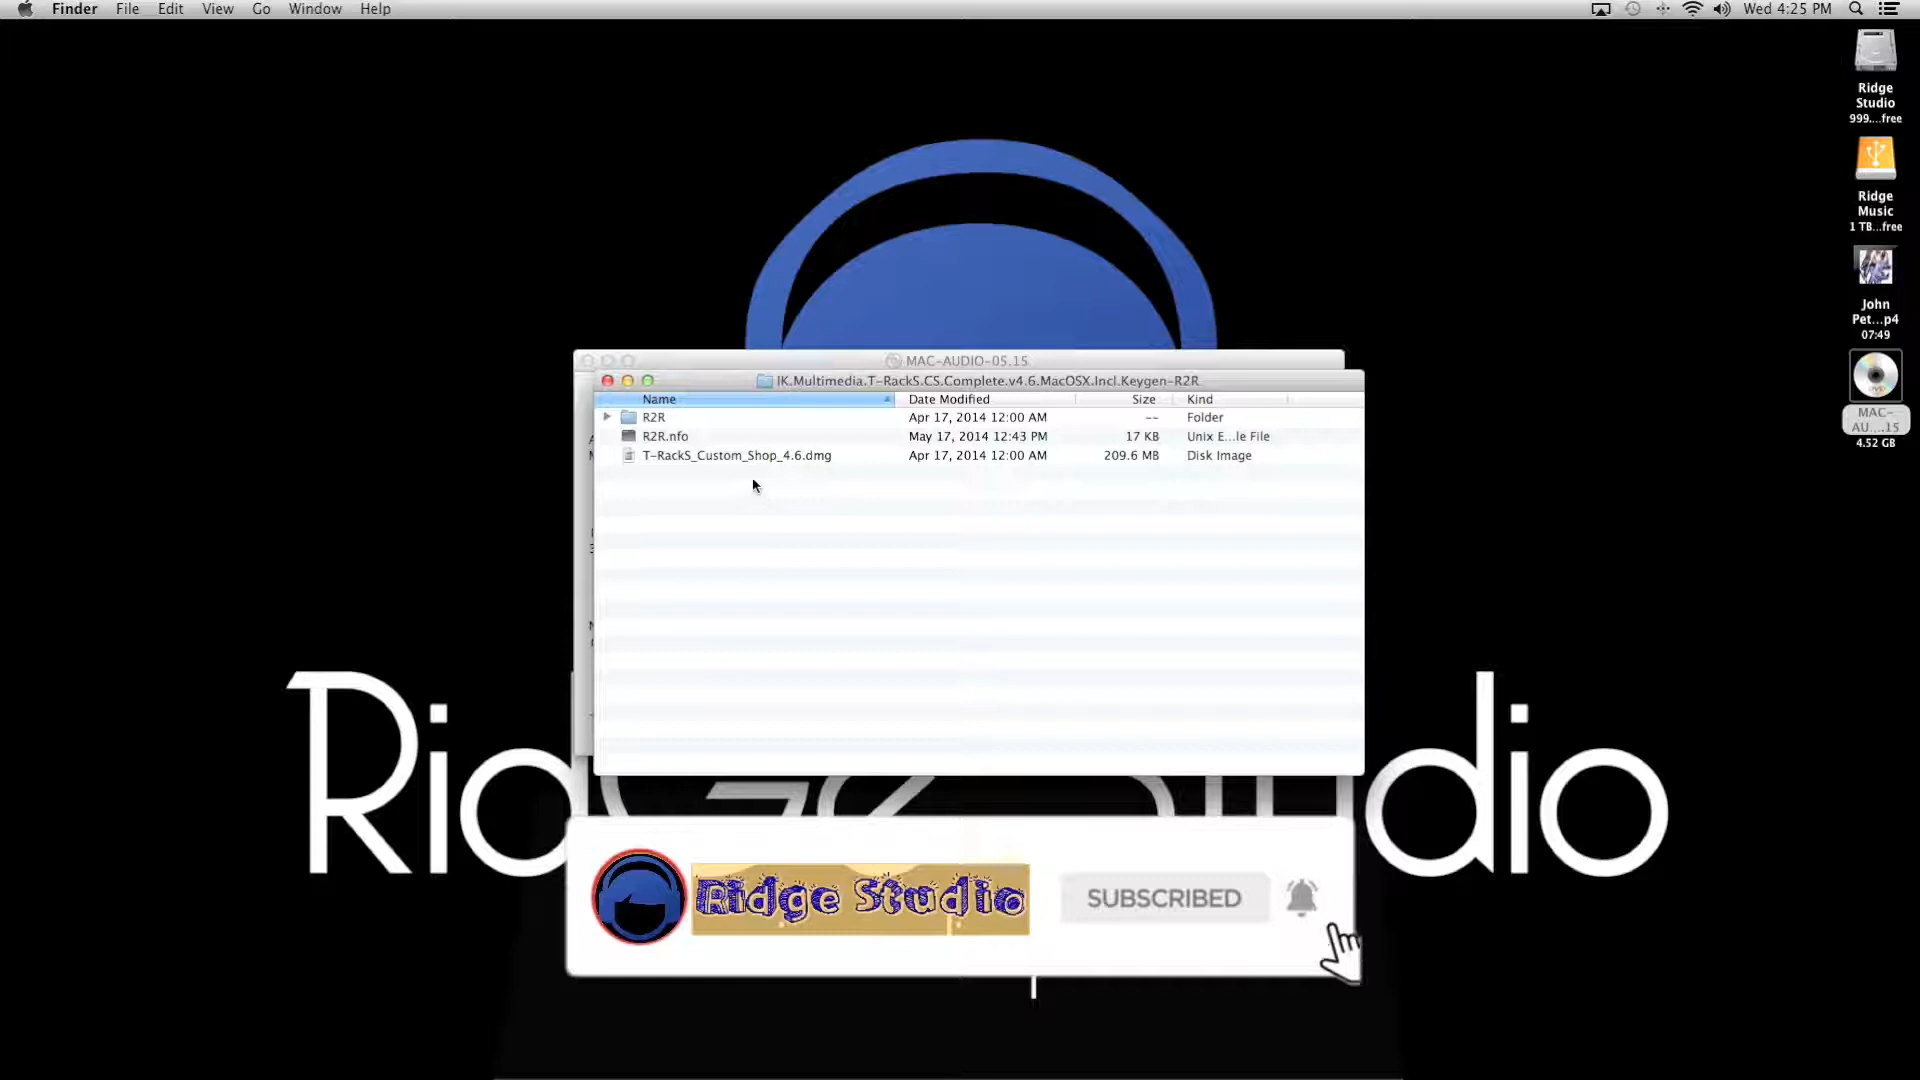 Finder File Edit View Go Window Help
Wed 4:25 PM
Ridge
Studio
999....free
Ridge
Music
1 TB...free
John
Pet...p4
07:49
MAC-
AU....15
4.52 GB
MAC-AUDIO-05.15
IK.Multimedia.T-RackS.CS.Complete.v4.6.MacOSX.Incl.Keygen-R2R
Name Date Modified Size Kind
R2R Apr 17, 2014 12:00 AM -- Folder
R2R.nfo May 17, 2014 12:43 PM 17 KB Unix E...le File
T-RackS_Custom_Shop_4.6.dmg Apr 17, 2014 12:00 AM 209.6 MB Disk Image
Ridge Studio
Ridge Studio SUBSCRIBED